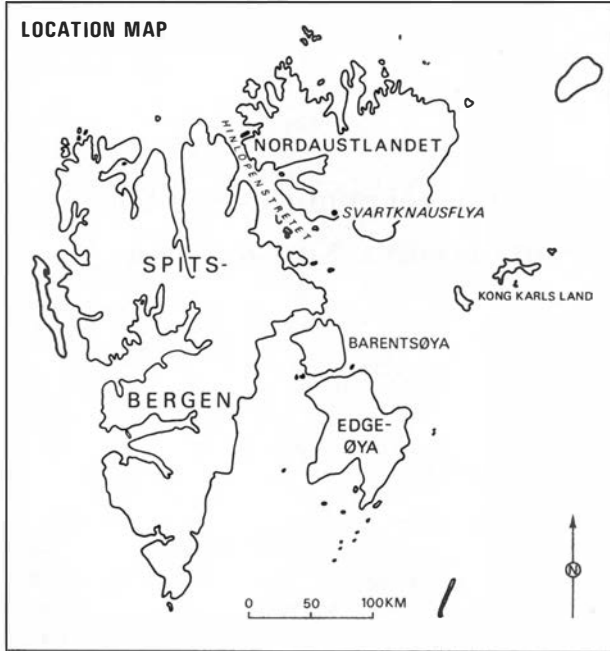 LOCATION MAP
HINLOPENSTRETET
NORDAUSTLANDET
SVARTKNAUSFLYA
SPITS-
KONG KARLS LAND
BARENTSØYA
BERGEN
EDGE-
ØYA
N
0 50 100KM